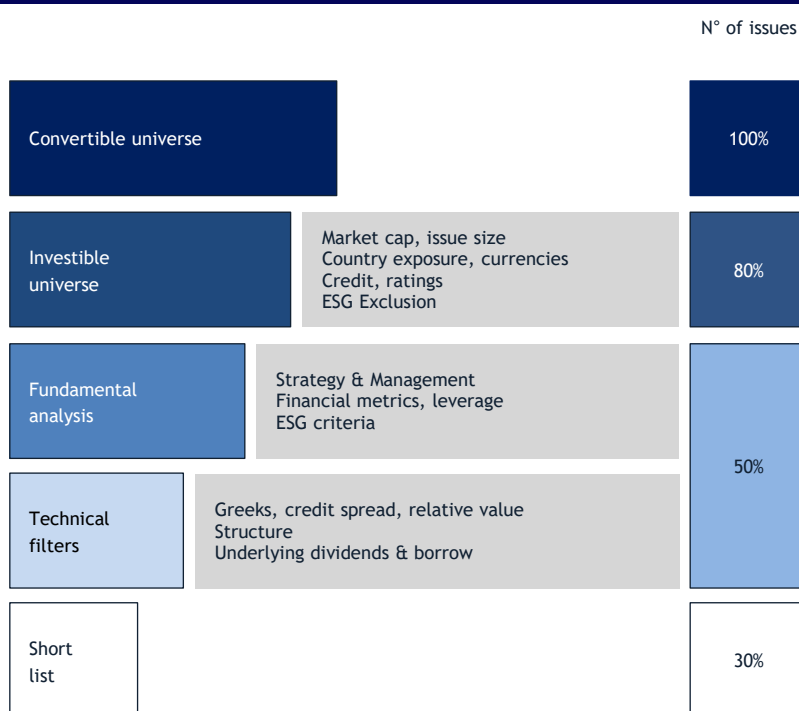 N° of issues
Convertible universe
100%
Investible
universe
Market cap, issue size
Country exposure, currencies
Credit, ratings
ESG Exclusion
80%
Fundamental
analysis
Strategy & Management
Financial metrics, leverage
ESG criteria
50%
Technical
filters
Greeks, credit spread, relative value
Structure
Underlying dividends & borrow
Short
list
30%